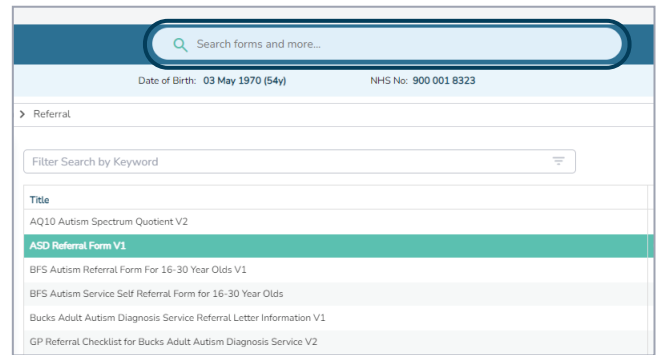 Search forms and more...
Date of Birth: 03 May 1970 (54y) NHS No: 900 001 8323
Referral
Filter Search by Keyword
Title
AQ10 Autism Spectrum Quotient V2
ASD Referral Form V1
BFS Autism Referral Form For 16-30 Year Olds V1
BFS Autism Service Self Referral Form for 16-30 Year Olds
Bucks Adult Autism Diagnosis Service Referral Letter Information V1
GP Referral Checklist for Bucks Adult Autism Diagnosis Service V2